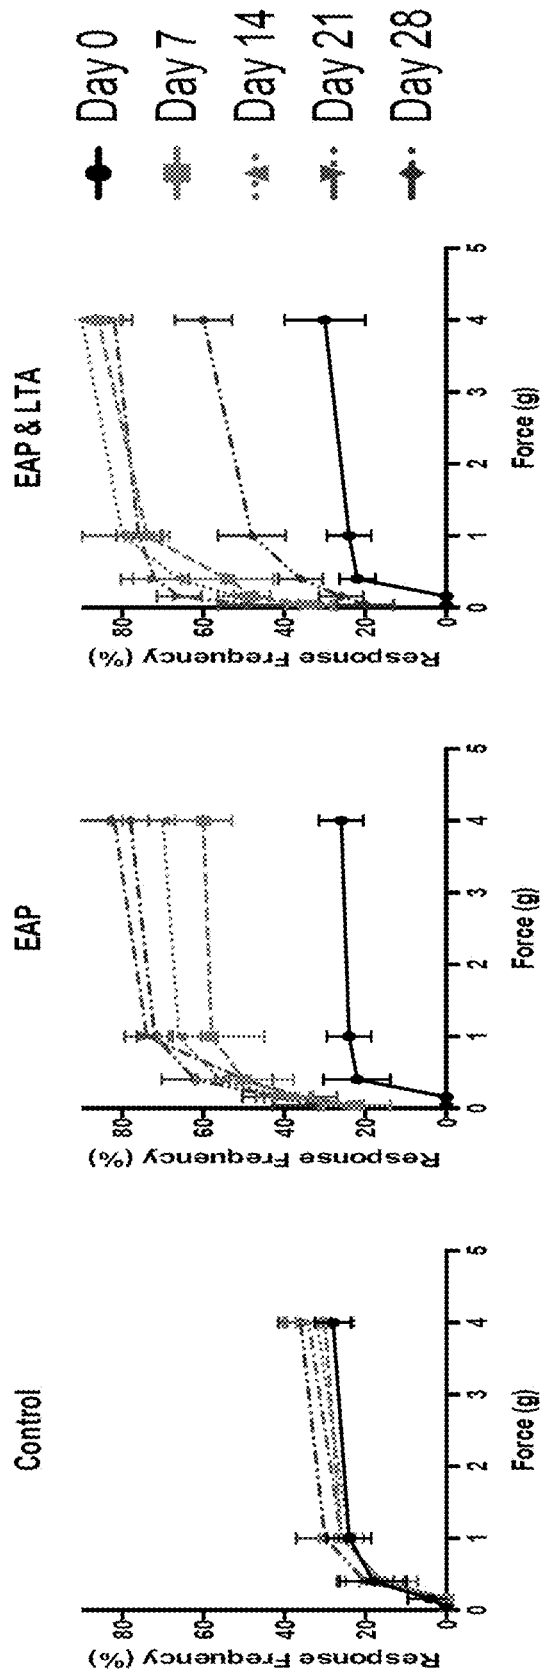 Control
EAP
EAP & LTA
Response Frequency (%)
80
60
40
20
0
0
1
2
3
4
5
Force (g)
Response Frequency (%)
80
60
40
20
0
0
1
2
3
4
5
Force (g)
Response Frequency (%)
80
60
40
20
0
0
1
2
3
4
5
Force (g)
Day 0
Day 7
Day 14
Day 21
Day 28